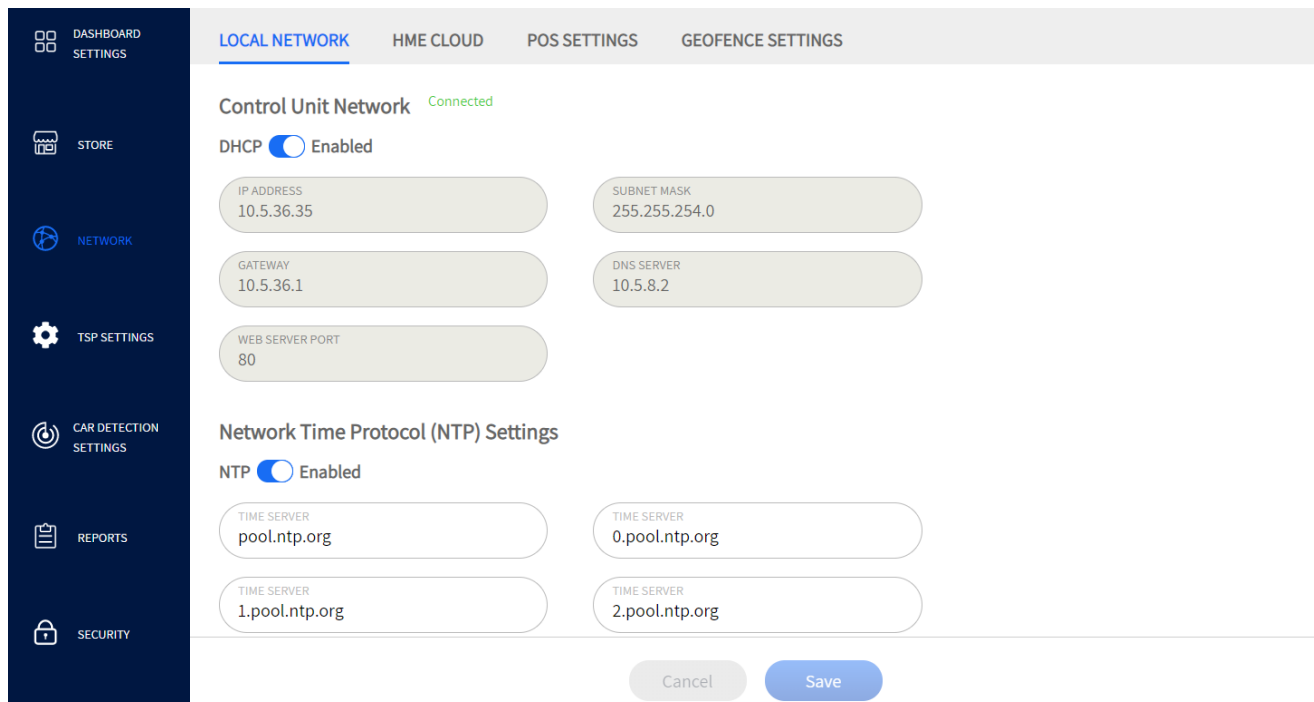 DASHBOARD
SETTINGS
STORE
NETWORK
TSP SETTINGS
CAR DETECTION
SETTINGS
REPORTS
SECURITY
LOCAL NETWORK HME CLOUD POS SETTINGS GEOFENCE SETTINGS
Control Unit Network Connected
DHCP Enabled
IP ADDRESS
10.5.36.35
SUBNET MASK
255.255.254.0
GATEWAY
10.5.36.1
DNS SERVER
10.5.8.2
WEB SERVER PORT
80
Network Time Protocol (NTP) Settings
NTP Enabled
TIME SERVER
pool.ntp.org
TIME SERVER
0.pool.ntp.org
TIME SERVER
1.pool.ntp.org
TIME SERVER
2.pool.ntp.org
Cancel Save